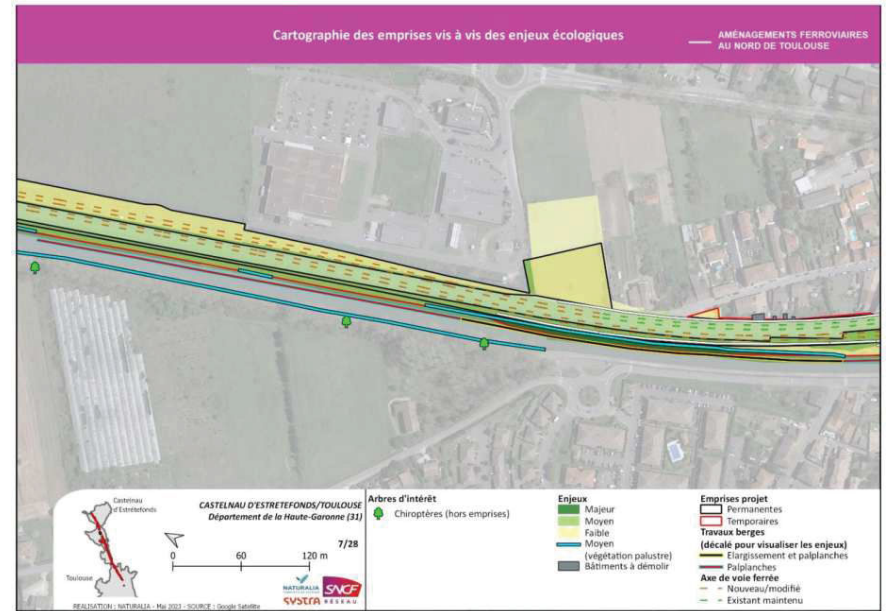 Cartographie des emprises vis à vis des enjeux écologiques
AMÉNAGEMENTS FERROVIAIRES
AU NORD DE TOULOUSE
Castelnau
d'Estretefonds
Toulouse
CASTELNAU D'ESTRETEFONDS/TOULOUSE
Département de la Haute-Garonne (31)
7/28
0 60 120 m
NATURALIA
SYSTRA
SNCF
RÉSEAU
REALISATION : NATURALIA - Mai 2023 - SOURCE : Google Satellite
Arbres d'intérêt
Chiroptères (hors emprises)
Enjeux
Majeur
Moyen
Faible
Moyen
(végétation palustre)
Bâtiments à démolir
Emprises projet
Permanentes
Temporaires
Travaux berges
(décalé pour visualiser les enjeux)
Elargissement et palplanches
Palplanches
Axe de voie ferrée
Nouveau/modifié
Existant maintenu